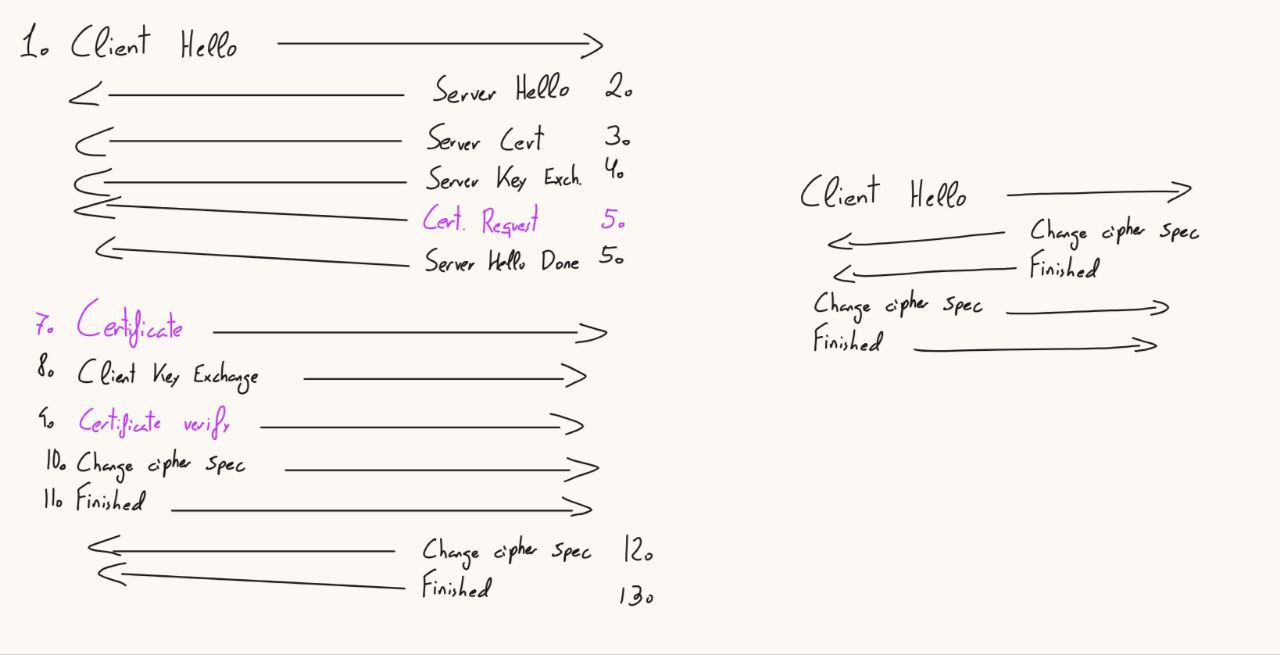 1. Client Hello
Server Hello 2.
Server Cert 3.
Server Key Exch. 4.
Cert. Request 5.
Server Hello Done 5.
7. Certificate
8. Client Key Exchange
9. Certificate verify
10. Change cipher spec
11. Finished
Change cipher spec 12.
Finished 13.
Client Hello
Change cipher spec
Finished
Change cipher spec
Finished